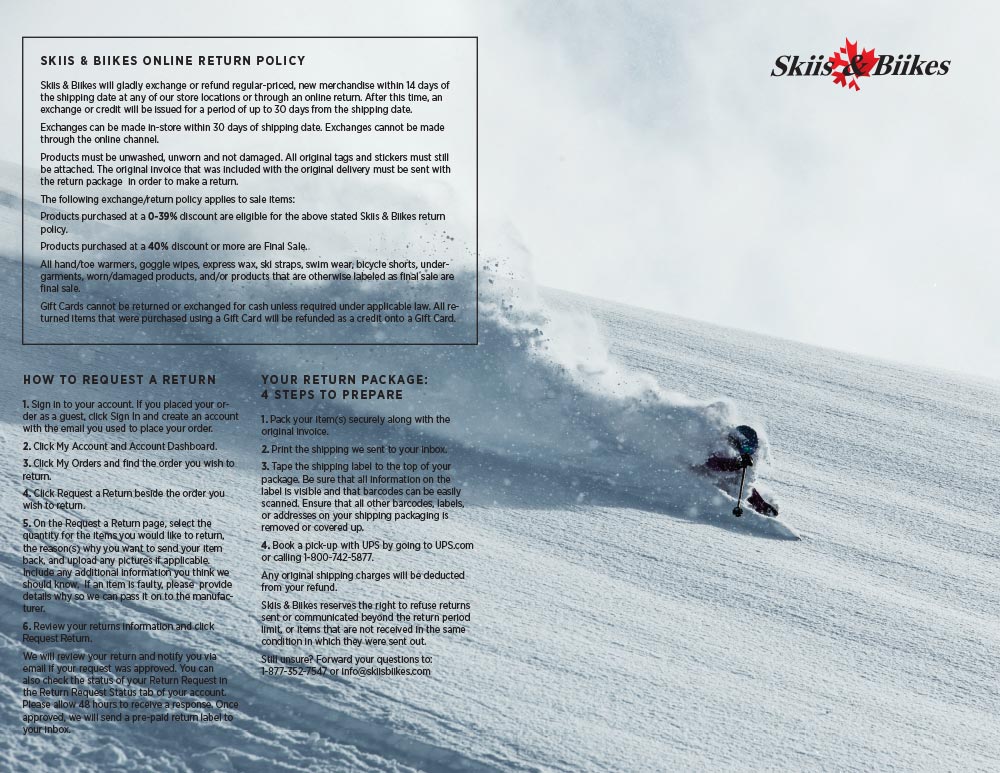 SKIIS & BIIKES ONLINE RETURN POLICY
Skiis & Biikes will gladly exchange or refund regular-priced, new merchandise within 14 days of
the shipping date at any of our store locations or through an online return. After this time, an
exchange or credit will be issued for a period of up to 30 days from the shipping date.
Exchanges can be made in-store within 30 days of shipping date. Exchanges cannot be made
through the online channel.
Products must be unwashed, unworn and not damaged. All original tags and stickers must still
be attached. The original invoice that was included with the original delivery must be sent with
the return package in order to make a return.
The following exchange/return policy applies to sale items:
Products purchased at a 0-39% discount are eligible for the above stated Skiis & Biikes return
policy.
Products purchased at a 40% discount or more are Final Sale.
All hand/toe warmers, goggle wipes, express wax, ski straps, swim wear, bicycle shorts, under-
garments, worn/damaged products, and/or products that are otherwise labeled as final sale are
final sale.
Gift Cards cannot be returned or exchanged for cash unless required under applicable law. All re-
turned items that were purchased using a Gift Card will be refunded as a credit onto a Gift Card.
Skiis & Biikes
HOW TO REQUEST A RETURN
1. Sign in to your account. If you placed your or-
der as a guest, click Sign In and create an account
with the email you used to place your order.
2. Click My Account and Account Dashboard.
3. Click My Orders and find the order you wish to
return.
4. Click Request a Return beside the order you
wish to return.
5. On the Request a Return page, select the
quantity for the items you would like to return,
the reason(s) why you want to send your item
back, and upload any pictures if applicable.
Include any additional information you think we
should know. If an item is faulty, please provide
details why so we can pass it on to the manufac-
turer.
6. Review your returns information and click
Request Return.
We will review your return and notify you via
email if your request was approved. You can
also check the status of your Return Request in
the Return Request Status tab of your account.
Please allow 48 hours to receive a response. Once
approved, we will send a pre-paid return label to
your inbox.
YOUR RETURN PACKAGE:
4 STEPS TO PREPARE
1. Pack your item(s) securely along with the
original invoice.
2. Print the shipping we sent to your inbox.
3. Tape the shipping label to the top of your
package. Be sure that all information on the
label is visible and that barcodes can be easily
scanned. Ensure that all other barcodes, labels,
or addresses on your shipping packaging is
removed or covered up.
4. Book a pick-up with UPS by going to UPS.com
or calling 1-800-742-5877.
Any original shipping charges will be deducted
from your refund.
Skiis & Biikes reserves the right to refuse returns
sent or communicated beyond the return period
limit, or items that are not received in the same
condition in which they were sent out.
Still unsure? Forward your questions to:
1-877-352-7547 or info@skiisbiikes.com